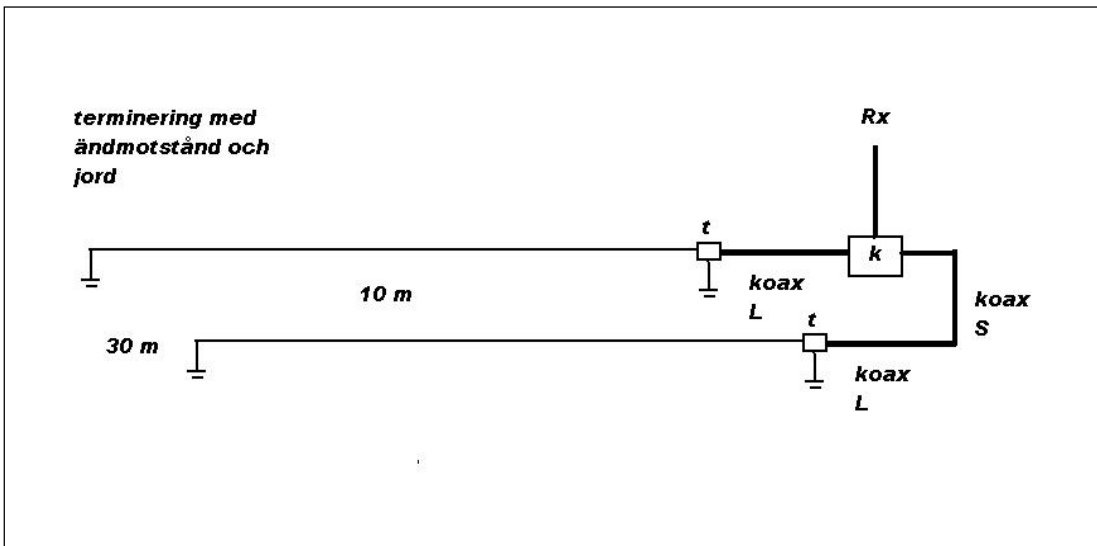 terminering med
ändmotstånd och
jord
Rx
t
k
koax
L
10 m
koax
S
t
30 m
koax
L